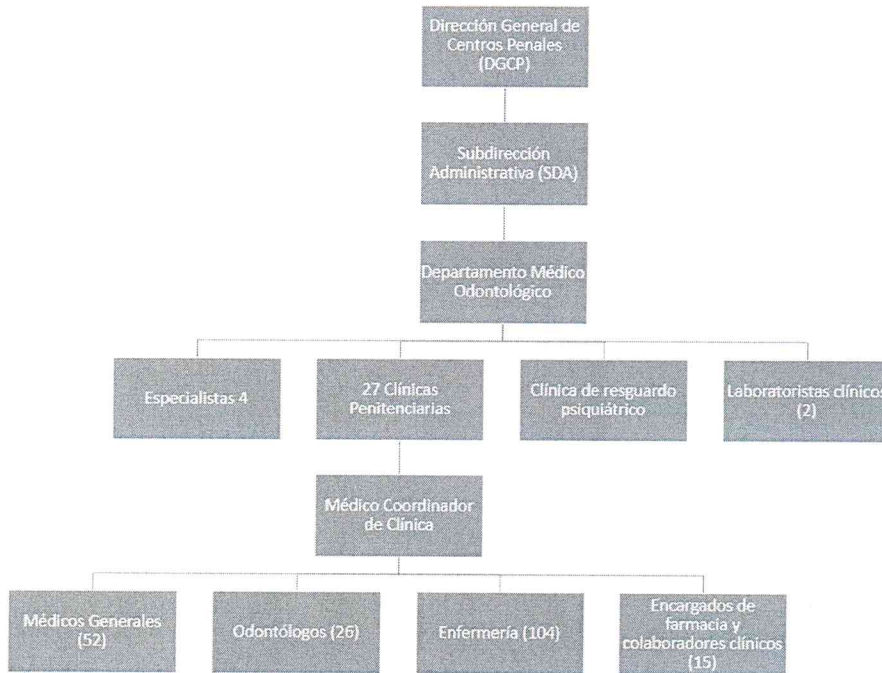 Dirección General de
Centros Penales
(DGCP)
Subdirección
Administrativa (SDA)
Departamento Médico
Odontológico
Especialistas 4
27 Clínicas
Penitenciarias
Clínica de resguardo
psiquiátrico
Laboratoristas clínicos
(2)
Médico Coordinador
de Clínica
Médicos Generales
(52)
Odontólogos (26)
Enfermería (104)
Encargados de
farmacia y
colaboradores clínicos
(15)